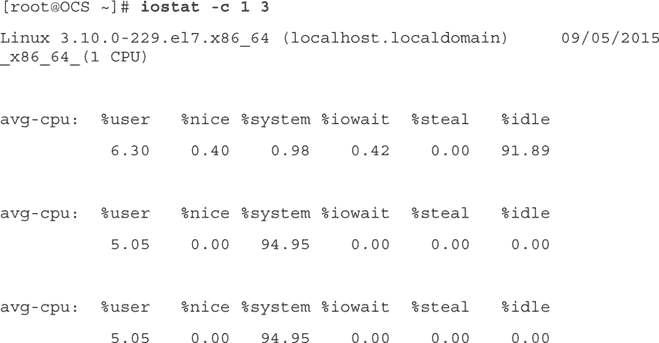 [root@OCS ~]# iostat -c 1 3
Linux 3.10.0-229.el7.x86_64 (localhost.localdomain) 09/05/2015
_x86_64_(1 CPU)
avg-cpu: %user %nice %system %iowait %steal %idle
6.30 0.40 0.98 0.42 0.00 91.89
avg-cpu: %user %nice %system %iowait %steal %idle
5.05 0.00 94.95 0.00 0.00 0.00
avg-cpu: %user %nice %system %iowait %steal %idle
5.05 0.00 94.95 0.00 0.00 0.00